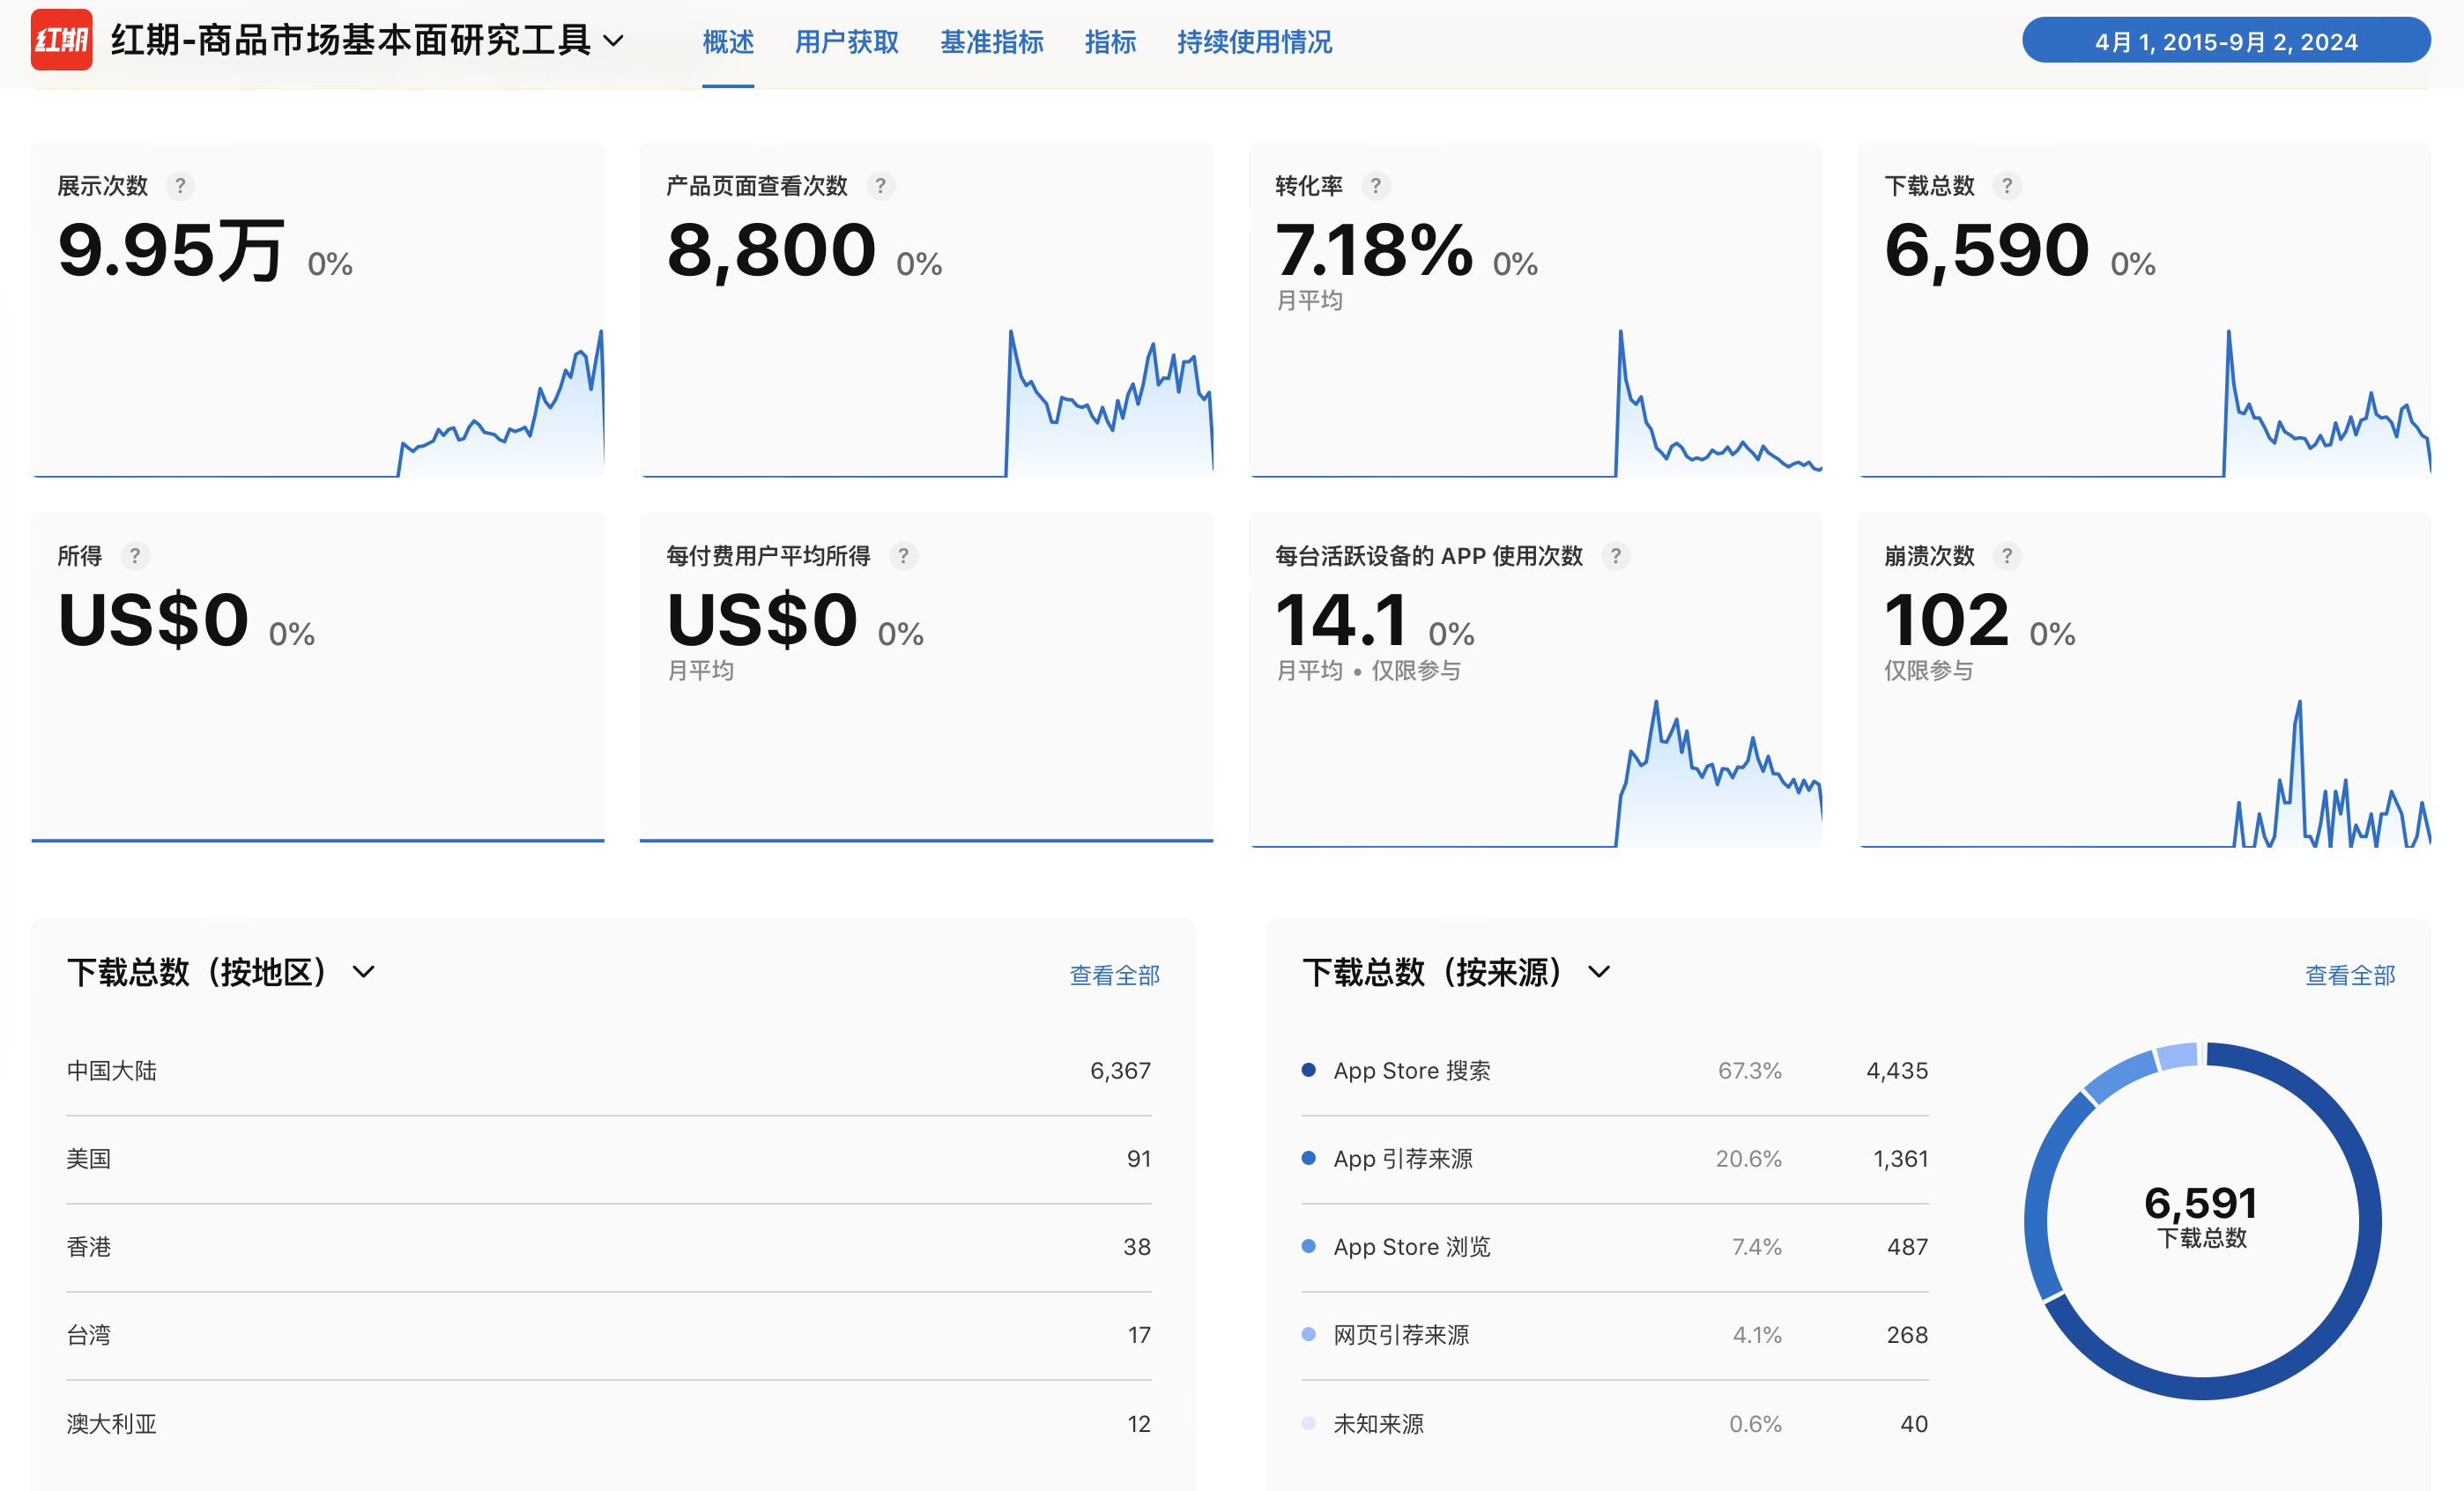 红期
红期-商品市场基本面研究工具
概述 用户获取 基准指标 指标 持续使用情况
4月 1, 2015-9月 2, 2024
展示次数 ?
9.95万 0%
产品页面查看次数 ?
8,800 0%
转化率 ?
7.18% 0%
月平均
下载总数 ?
6,590 0%
所得 ?
US$0 0%
每付费用户平均所得 ?
US$0 0%
月平均
每台活跃设备的 APP 使用次数 ?
14.1 0%
月平均 • 仅限参与
崩溃次数 ?
102 0%
仅限参与
下载总数（按地区）
查看全部
中国大陆 6,367
美国 91
香港 38
台湾 17
澳大利亚 12
下载总数（按来源）
查看全部
App Store 搜索 67.3% 4,435
App 引荐来源 20.6% 1,361
App Store 浏览 7.4% 487
网页引荐来源 4.1% 268
未知来源 0.6% 40
6,591
下载总数